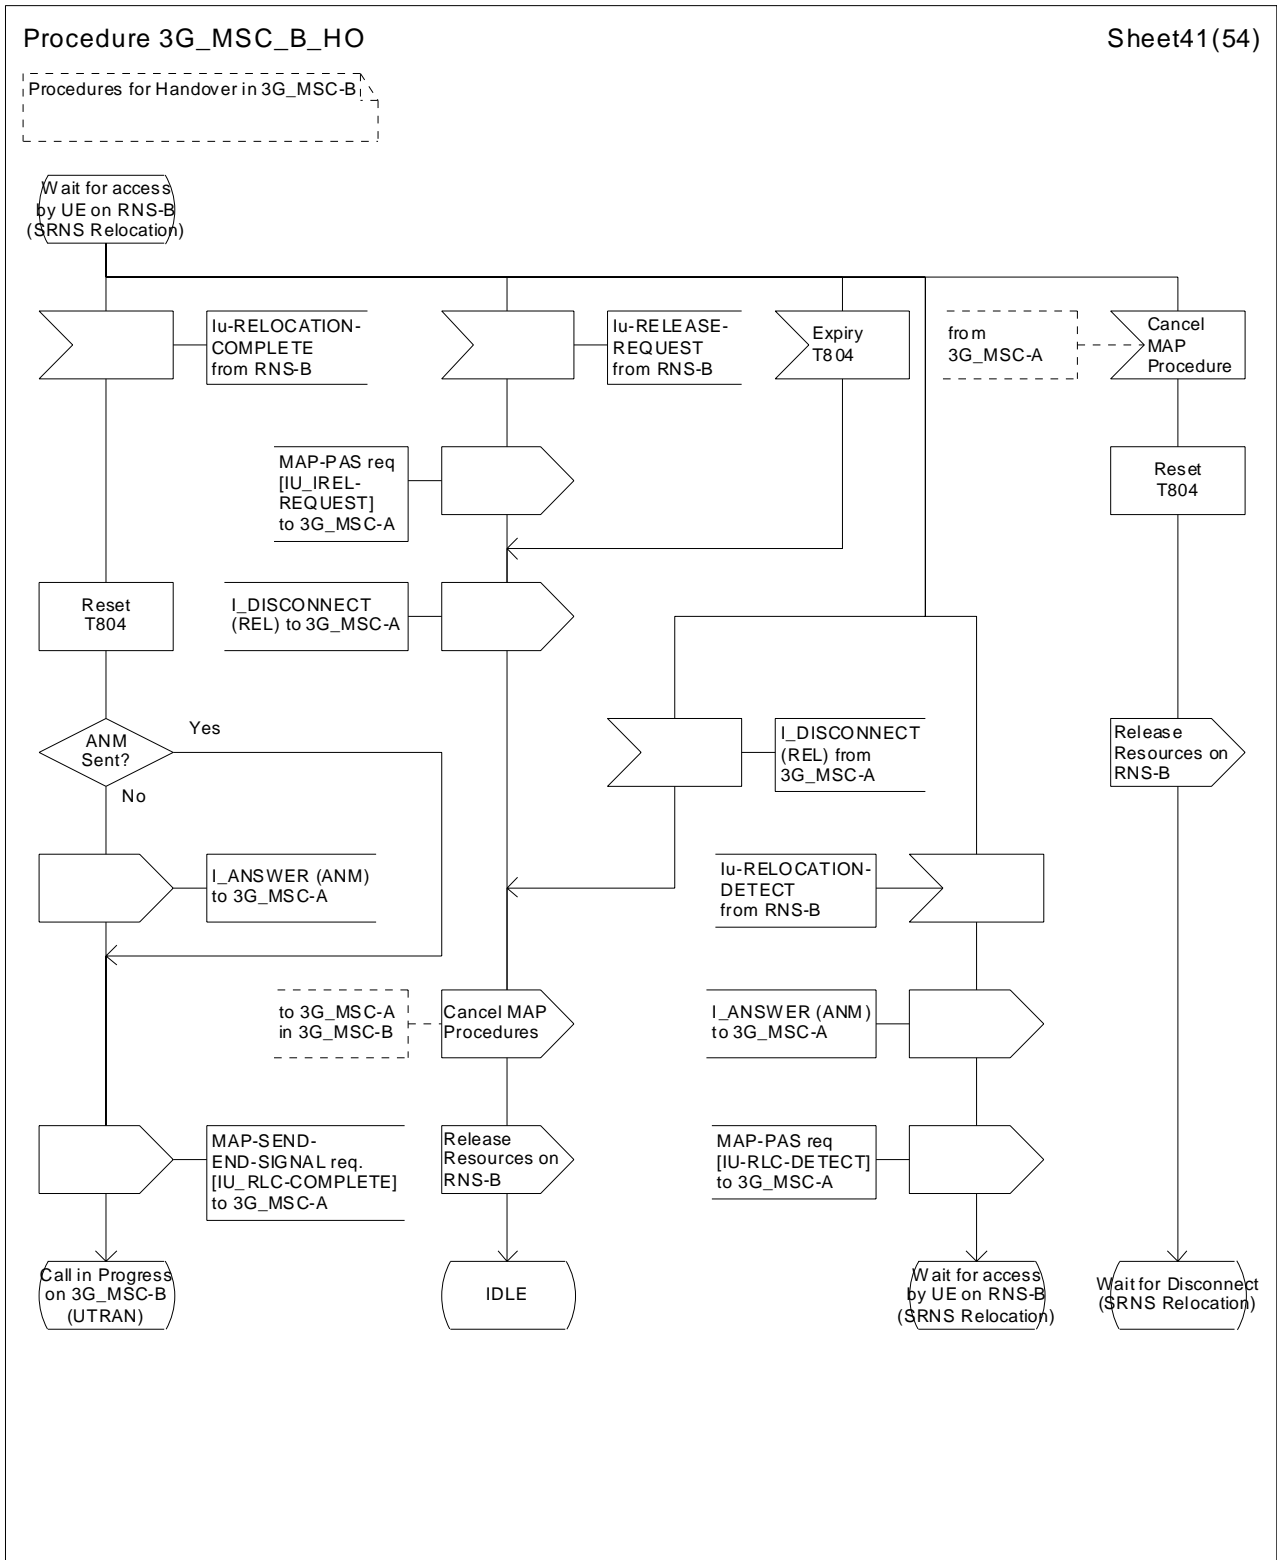 Procedure 3G_MSC_B_HO
Sheet41(54)
Procedures for Handover in 3G_MSC-B
Wait for access
by UE on RNS-B
(SRNS Relocation)
Iu-RELOCATION-
COMPLETE
from RNS-B
Iu-RELEASE-
REQUEST
from RNS-B
Expiry
T804
from
3G_MSC-A
Cancel
MAP
Procedure
MAP-PAS req
[IU_IREL-
REQUEST]
to 3G_MSC-A
Reset
T804
Reset
T804
I_DISCONNECT
(REL) to 3G_MSC-A
ANM
Sent?
Yes
No
I_DISCONNECT
(REL) from
3G_MSC-A
Release
Resources on
RNS-B
I_ANSWER (ANM)
to 3G_MSC-A
Iu-RELOCATION-
DETECT
from RNS-B
to 3G_MSC-A
in 3G_MSC-B
Cancel MAP
Procedures
I_ANSWER (ANM)
to 3G_MSC-A
MAP-SEND-
END-SIGNAL req.
[IU_RLC-COMPLETE]
to 3G_MSC-A
Release
Resources on
RNS-B
MAP-PAS req
[IU-RLC-DETECT]
to 3G_MSC-A
Call in Progress
on 3G_MSC-B
(UTRAN)
IDLE
Wait for access
by UE on RNS-B
(SRNS Relocation)
Wait for Disconnect
(SRNS Relocation)